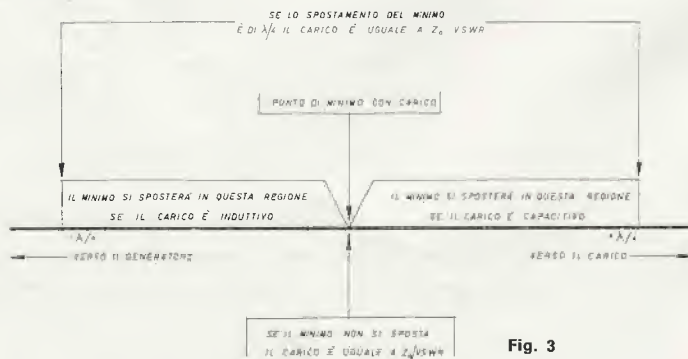 SE LO SPOSTAMENTO DEL MINIMO
È DI λ/4 IL CARICO È UGUALE A Z₀ VSWR
PUNTO DI MINIMO CON CARICO
IL MINIMO SI SPOSTERÀ IN QUESTA REGIONE
SE IL CARICO È INDUTTIVO
IL MINIMO SI SPOSTERÀ IN QUESTA REGIONE
SE IL CARICO È CAPACITIVO
VERSO IL
VERSO IL CARICO
SE IL MINIMO NON SI SPOSTA
IL CARICO È UGUALE A Z₀/VSWR
Fig. 3